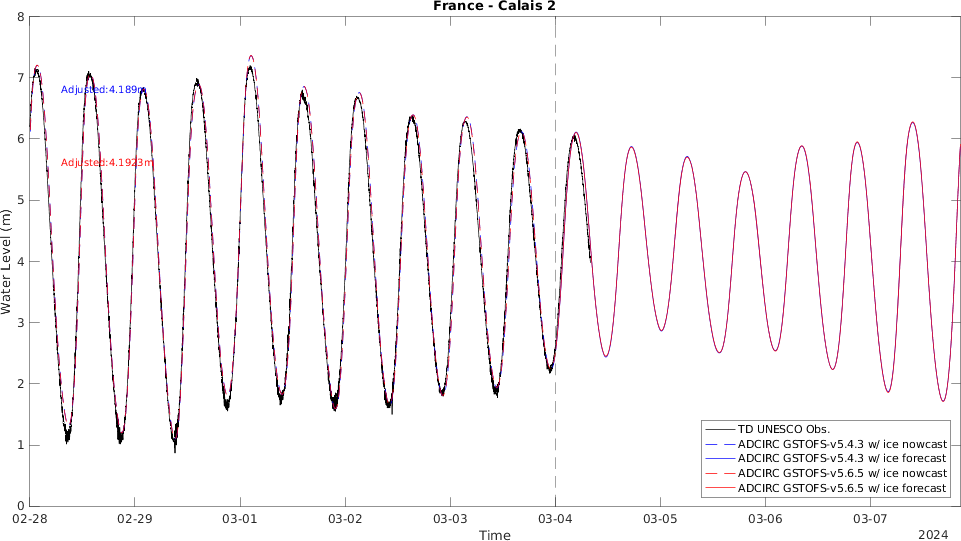 France - Calais 2
8
7
6
5
4
3
2
1
0
Water Level (m)
Adjusted:4.189m
Adjusted:4.1923m
TD UNESCO Obs.
ADCIRC GSTOFS-v5.4.3 w/ ice nowcast
ADCIRC GSTOFS-v5.4.3 w/ ice forecast
ADCIRC GSTOFS-v5.6.5 w/ ice nowcast
ADCIRC GSTOFS-v5.6.5 w/ ice forecast
02-28 02-29 03-01 03-02 03-03 03-04 03-05 03-06 03-07
Time
2024